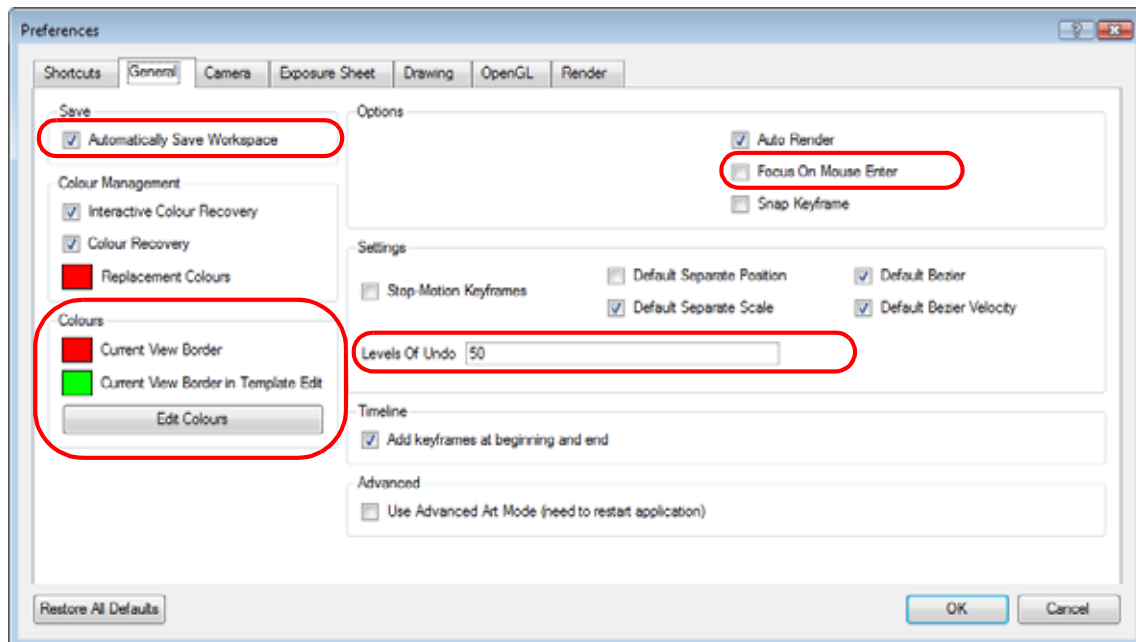 Preferences
Shortcuts General Camera Exposure Sheet Drawing OpenGL Render
Save
Automatically Save Workspace
Colour Management
Interactive Colour Recovery
Colour Recovery
Replacement Colours
Colours
Current View Border
Current View Border in Template Edit
Edit Colours
Options
Auto Render
Focus On Mouse Enter
Snap Keyframe
Settings
Stop-Motion Keyframes
Default Separate Position
Default Separate Scale
Default Bezier
Default Bezier Velocity
Levels Of Undo 50
Timeline
Add keyframes at beginning and end
Advanced
Use Advanced Art Mode (need to restart application)
Restore All Defaults OK Cancel